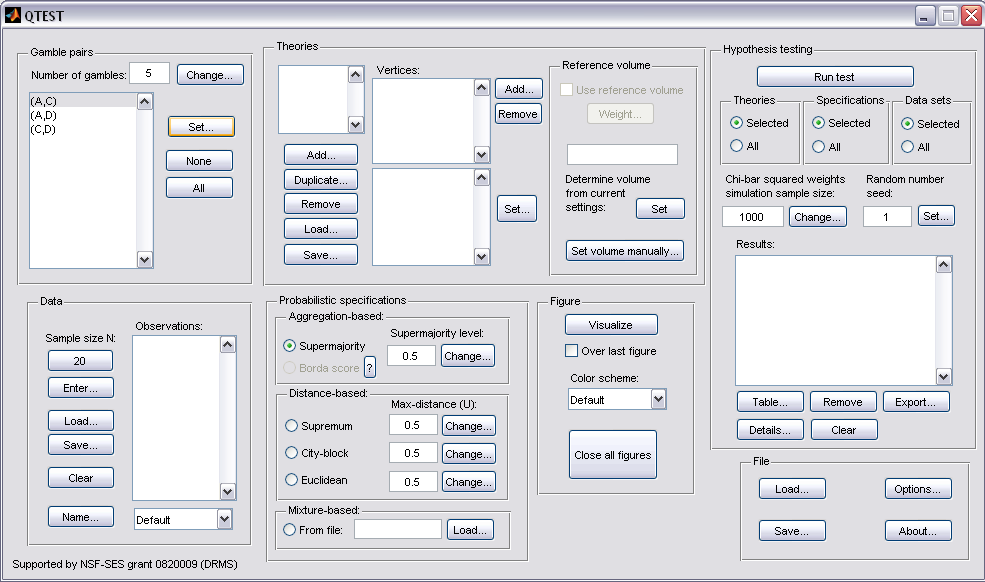 QTEST
Gamble pairs
Number of gambles: 5 Change...
(A,C)
(A,D)
(C,D)
Set...
None
All
Theories
Vertices:
Add...
Remove
Add...
Duplicate...
Remove
Load...
Save...
Set...
Reference volume
Use reference volume
Weight...
Determine volume
from current
settings:
Set
Set volume manually...
Hypothesis testing
Run test
Theories
Selected
All
Specifications
Selected
All
Data sets
Selected
All
Chi-bar squared weights
simulation sample size:
1000 Change...
Random number
seed:
1 Set...
Results:
Table... Remove Export...
Details... Clear
Data
Sample size N:
20
Enter...
Load...
Save...
Clear
Name...
Observations:
Default
Probabilistic specifications
Aggregation-based:
Supermajority
Borda score ?
Supermajority level:
0.5 Change...
Distance-based:
Max-distance (U):
Supremum 0.5 Change...
City-block 0.5 Change...
Euclidean 0.5 Change...
Mixture-based:
From file: Load...
Figure
Visualize
Over last figure
Color scheme:
Default
Close all figures
File
Load... Options...
Save... About...
Supported by NSF-SES grant 0820009 (DRMS)